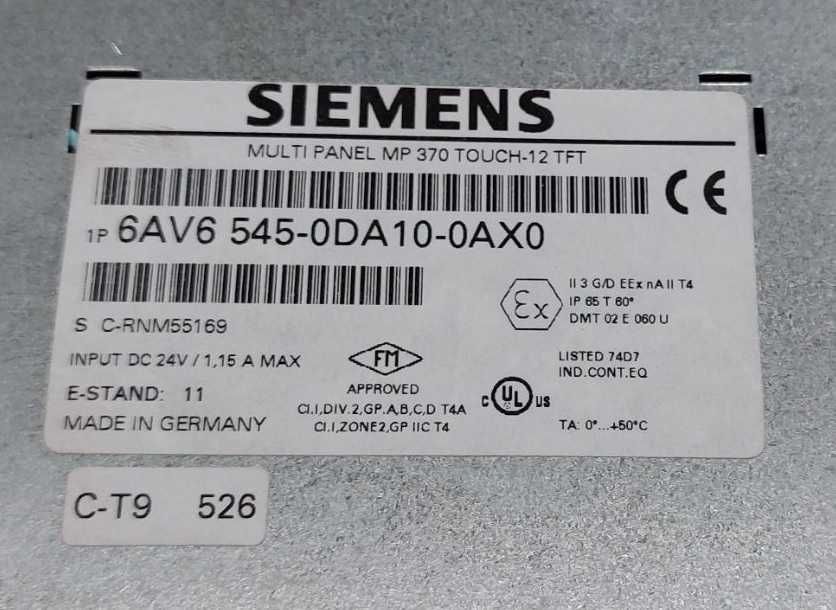 SIEMENS
MULTI PANEL MP 370 TOUCH-12 TFT
CE
1P 6AV6 545-0DA10-0AX0
S C-RNM55169
Ex
II 3 G/D EEx nA II T4
IP 65 T 60°
DMT 02 E 060 U
INPUT DC 24V / 1,15 A MAX
E-STAND: 11
MADE IN GERMANY
FM
APPROVED
Cl.I,DIV.2,GP.A,B,C,D T4A
Cl.I,ZONE2,GP IIC T4
C UL US
LISTED 74D7
IND.CONT.EQ
TA: 0°...+50°C
C-T9 526